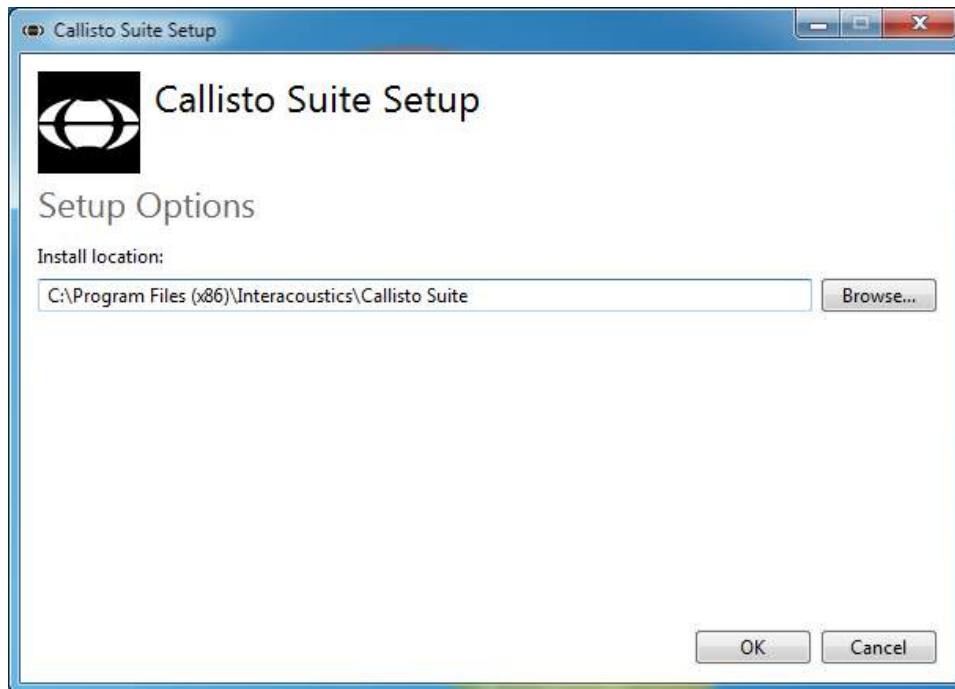 Callisto Suite Setup
Callisto Suite Setup
Setup Options
Install location:
C:\Program Files (x86)\Interacoustics\Callisto Suite
Browse...
OK
Cancel